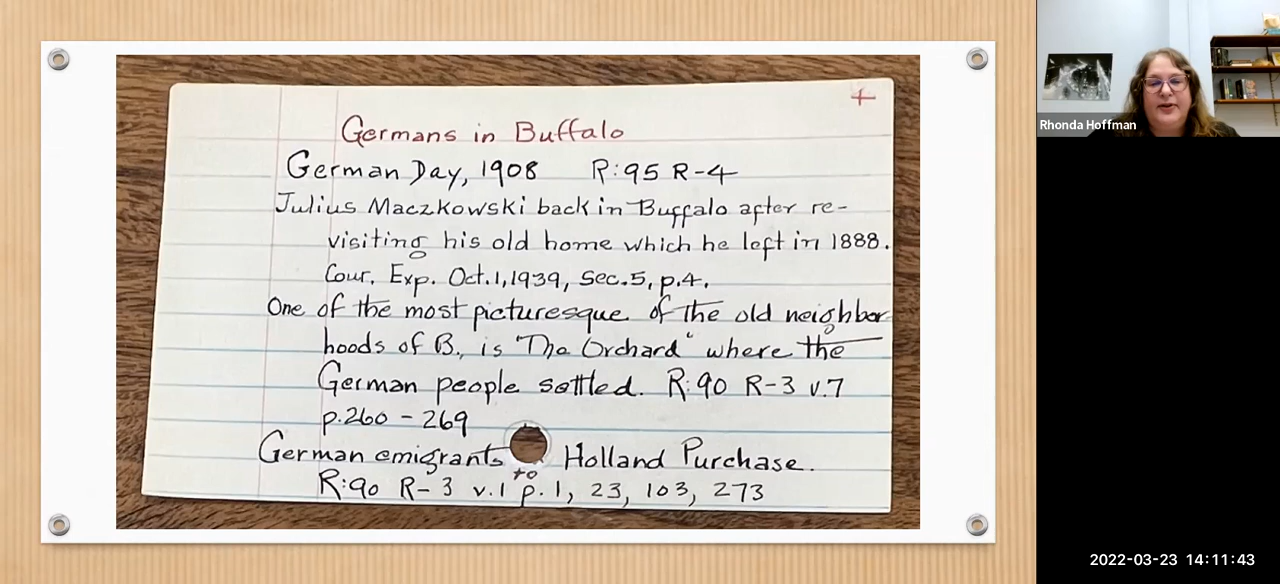 4
Germans in Buffalo
German Day, 1908 R:95 R-4
Julius Maczkowski back in Buffalo after re-
visiting his old home which he left in 1888.
Cour. Exp. Oct. 1, 1939, Sec. 5, p.4.
One of the most picturesque of the old neighbor
hoods of B., is "The Orchard" where the
German people settled. R:90 R-3 v.7
p.260 - 269
German emigrants to Holland Purchase.
R:90 R-3 v.1 p.1, 23, 103, 273
Rhonda Hoffman
2022-03-23 14:11:43